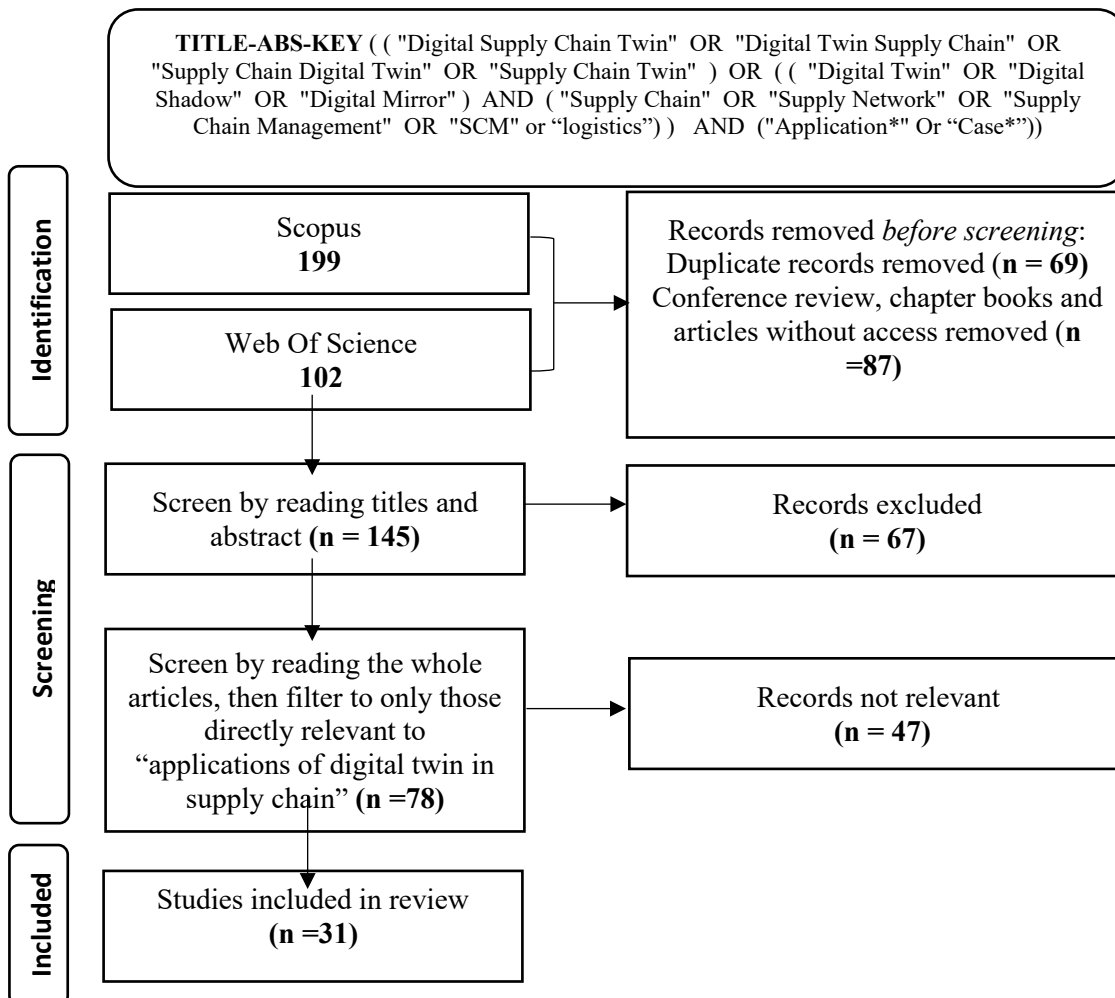 TITLE-ABS-KEY ( ( "Digital Supply Chain Twin" OR "Digital Twin Supply Chain" OR
"Supply Chain Digital Twin" OR "Supply Chain Twin" ) OR ( ( "Digital Twin" OR "Digital
Shadow" OR "Digital Mirror" ) AND ( "Supply Chain" OR "Supply Network" OR "Supply
Chain Management" OR "SCM" or “logistics”) ) AND ("Application*" Or “Case*”))
Identification
Scopus
199
Web Of Science
102
Records removed before screening:
Duplicate records removed (n = 69)
Conference review, chapter books and
articles without access removed (n
=87)
Screening
Screen by reading titles and
abstract (n = 145)
Records excluded
(n = 67)
Screen by reading the whole
articles, then filter to only those
directly relevant to
“applications of digital twin in
supply chain” (n =78)
Records not relevant
(n = 47)
Included
Studies included in review
(n =31)